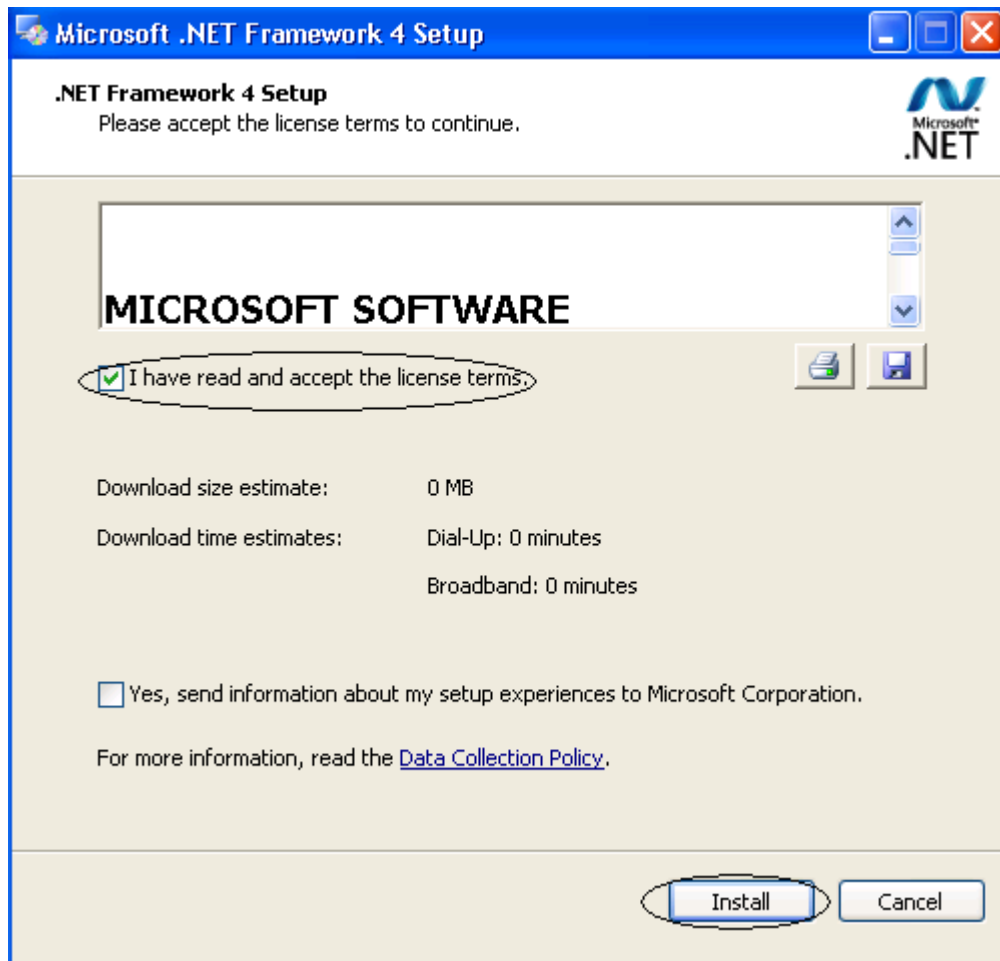 Microsoft .NET Framework 4 Setup
.NET Framework 4 Setup
Please accept the license terms to continue.
Microsoft®
.NET
MICROSOFT SOFTWARE
I have read and accept the license terms.
Download size estimate: 0 MB
Download time estimates: Dial-Up: 0 minutes
Broadband: 0 minutes
Yes, send information about my setup experiences to Microsoft Corporation.
For more information, read the Data Collection Policy.
Install Cancel